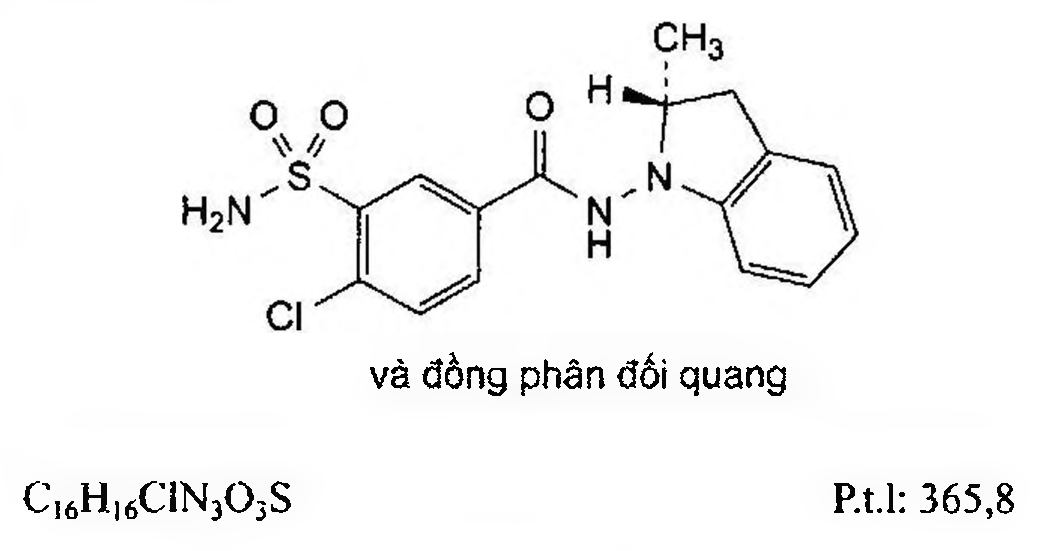 CH₃
H
O
O O
S
N
H₂N
N
H
Cl
và đồng phân đối quang
C₁₆H₁₆ClN₃O₃S P.t.l: 365,8